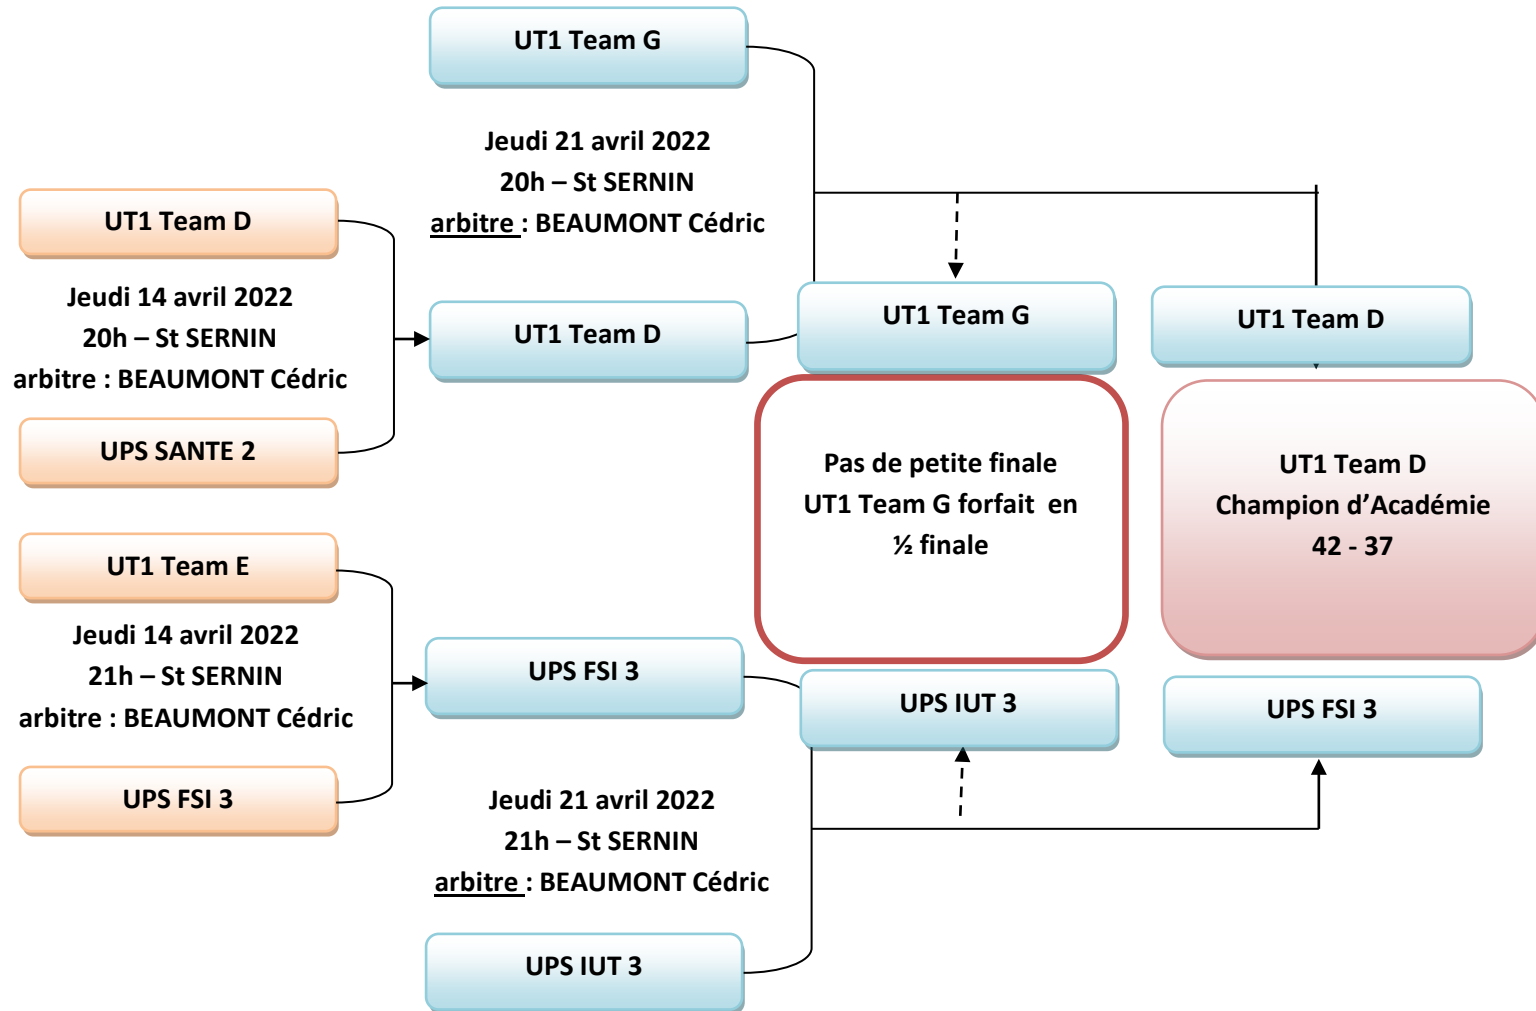 UT1 Team D
Jeudi 14 avril 2022
20h – St SERNIN
arbitre : BEAUMONT Cédric
UPS SANTE 2
UT1 Team E
Jeudi 14 avril 2022
21h – St SERNIN
arbitre : BEAUMONT Cédric
UPS FSI 3
UT1 Team G
Jeudi 21 avril 2022
20h – St SERNIN
arbitre : BEAUMONT Cédric
UT1 Team D
UPS FSI 3
Jeudi 21 avril 2022
21h – St SERNIN
arbitre : BEAUMONT Cédric
UPS IUT 3
UT1 Team G
Pas de petite finale
UT1 Team G forfait en
½ finale
UPS IUT 3
UT1 Team D
UT1 Team D
Champion d’Académie
42 - 37
UPS FSI 3